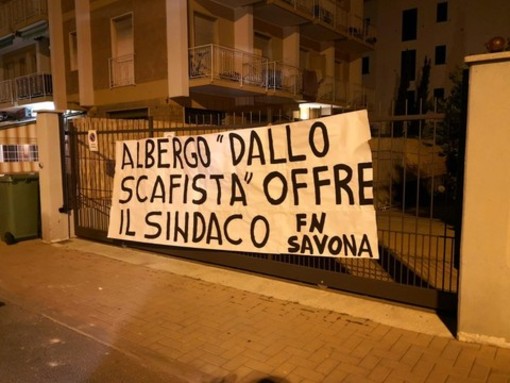 ALBERGO "DALLO
SCAFISTA" OFFRE
IL SINDACO FN
SAVONA